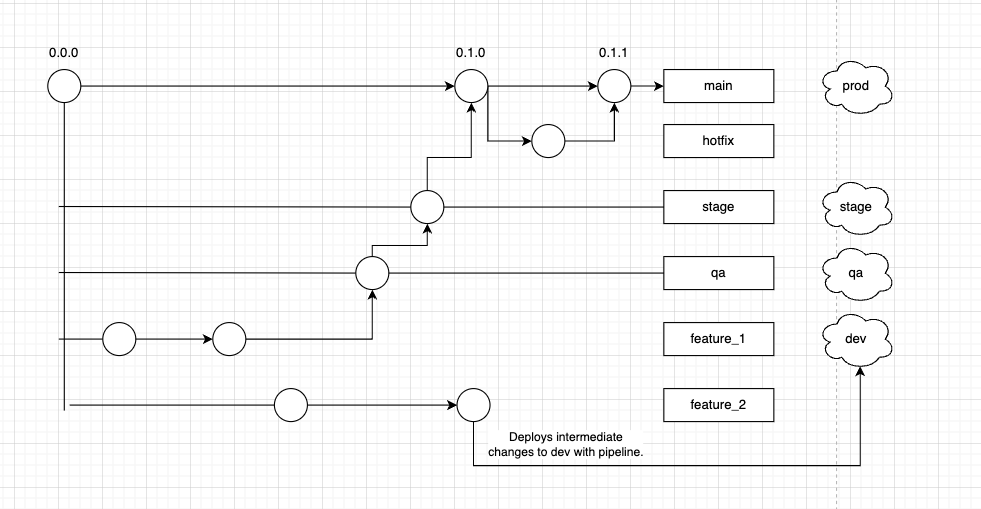 0.0.0
0.1.0
0.1.1
main
prod
hotfix
stage
stage
qa
qa
feature_1
dev
feature_2
Deploys intermediate
changes to dev with pipeline.